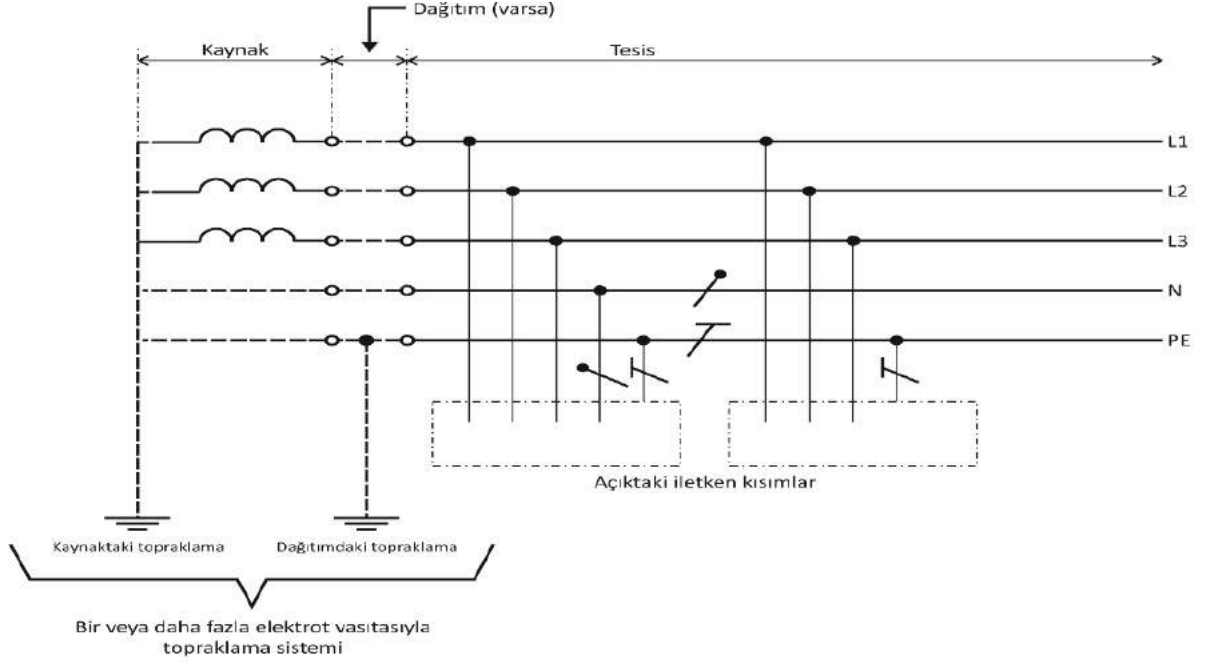 Dağıtım (varsa)
Kaynak
Tesis
L1
L2
L3
N
PE
Açıktaki iletken kısımlar
Kaynaktaki topraklama
Dağıtımdaki topraklama
Bir veya daha fazla elektrot vasıtasıyla
topraklama sistemi